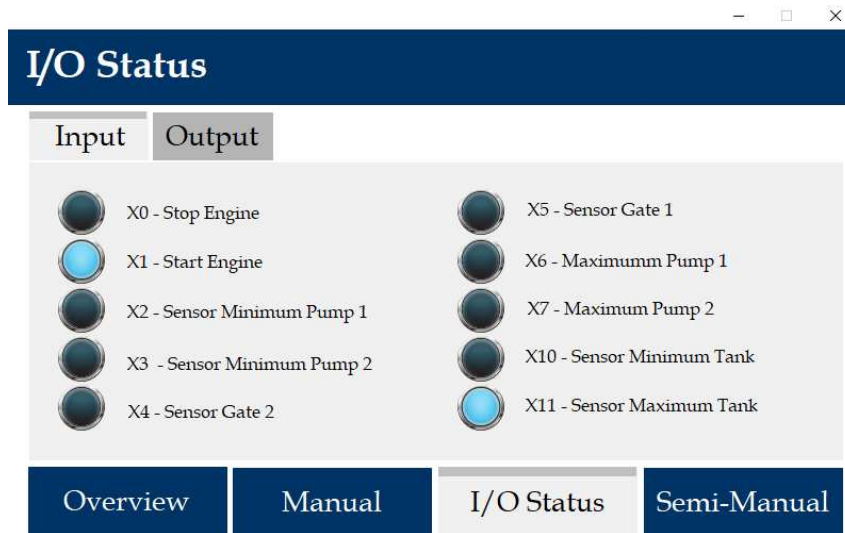 I/O Status
Input
Output
X0 - Stop Engine
X1 - Start Engine
X2 - Sensor Minimum Pump 1
X3 - Sensor Minimum Pump 2
X4 - Sensor Gate 2
X5 - Sensor Gate 1
X6 - Maximumm Pump 1
X7 - Maximum Pump 2
X10 - Sensor Minimum Tank
X11 - Sensor Maximum Tank
Overview
Manual
I/O Status
Semi-Manual